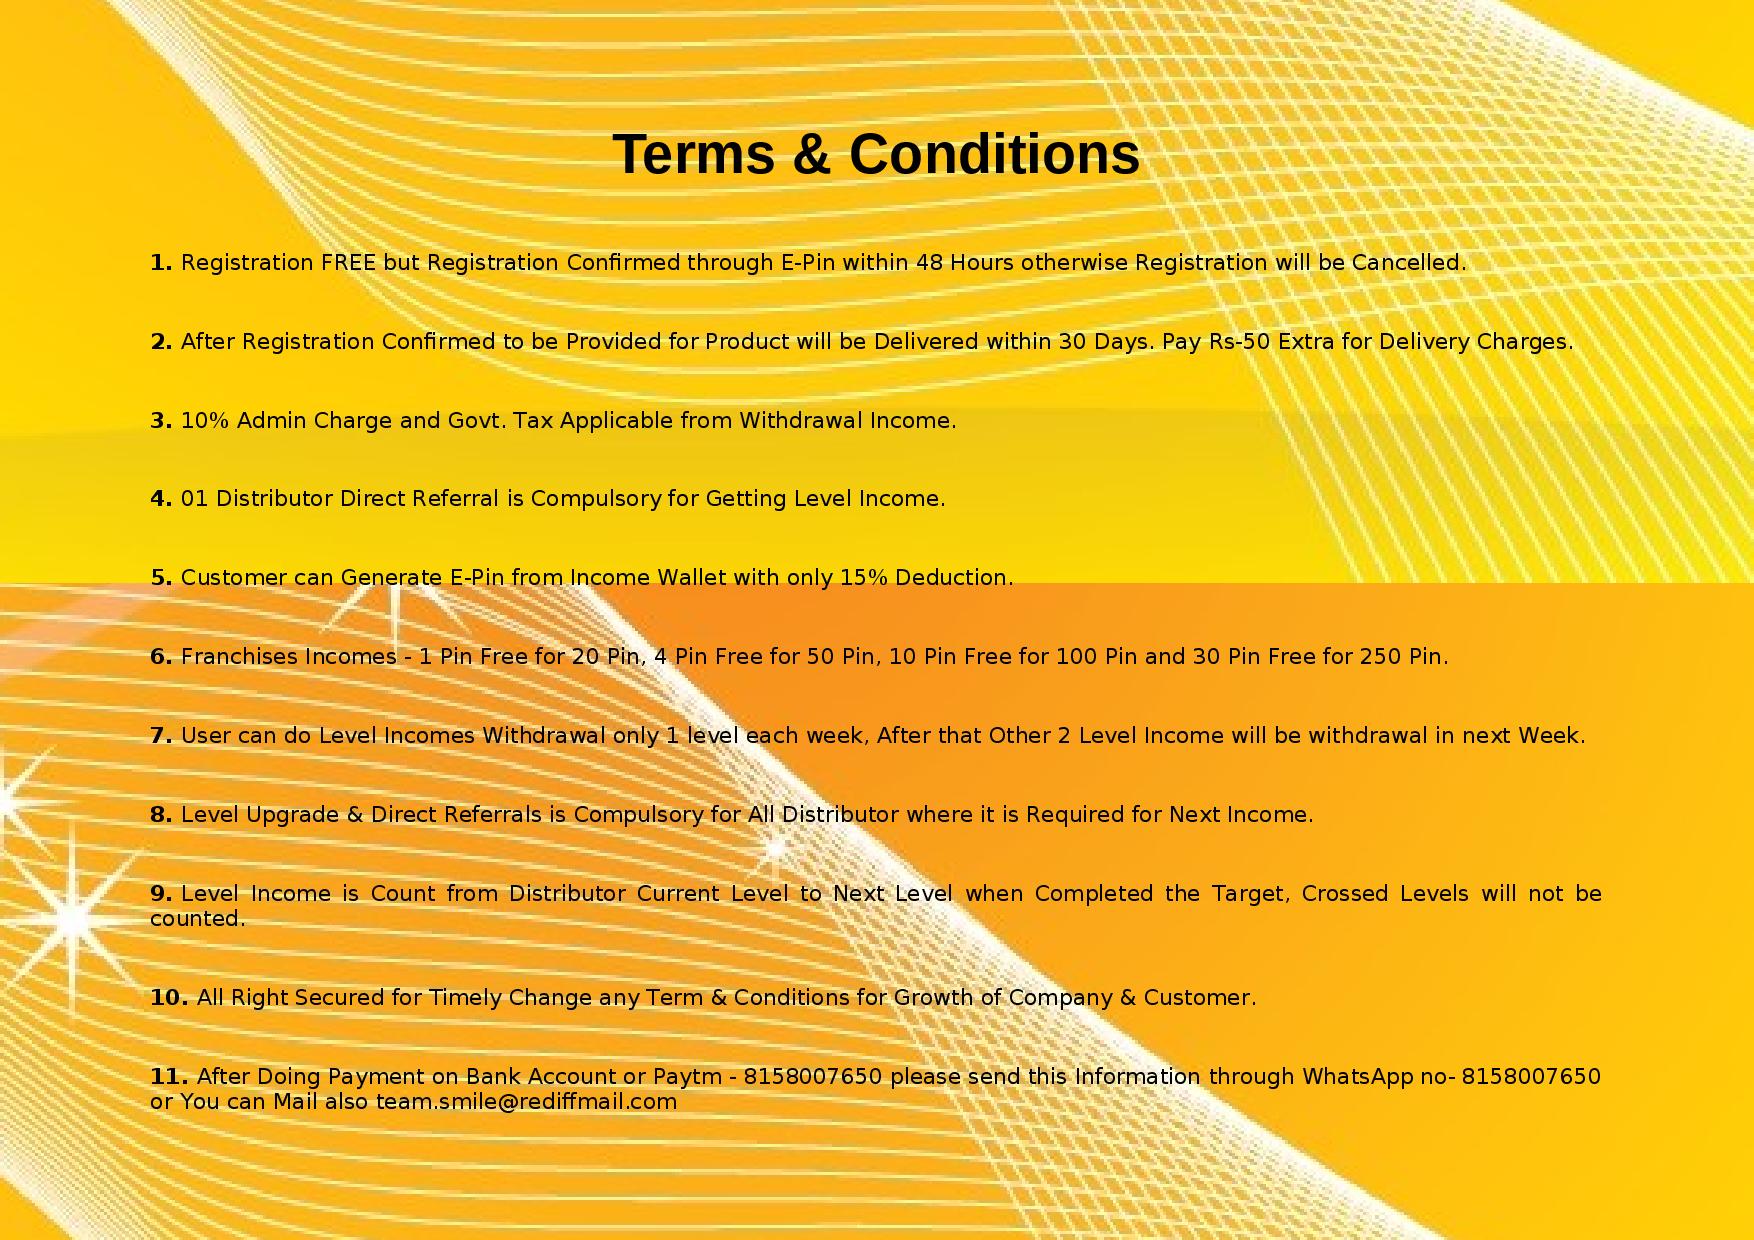 Terms & Conditions
1. Registration FREE but Registration Confirmed through E-Pin within 48 Hours otherwise Registration will be Cancelled.
2. After Registration Confirmed to be Provided for Product will be Delivered within 30 Days. Pay Rs-50 Extra for Delivery Charges.
3. 10% Admin Charge and Govt. Tax Applicable from Withdrawal Income.
4. 01 Distributor Direct Referral is Compulsory for Getting Level Income.
5. Customer can Generate E-Pin from Income Wallet with only 15% Deduction.
6. Franchises Incomes - 1 Pin Free for 20 Pin, 4 Pin Free for 50 Pin, 10 Pin Free for 100 Pin and 30 Pin Free for 250 Pin.
7. User can do Level Incomes Withdrawal only 1 level each week, After that Other 2 Level Income will be withdrawal in next Week.
8. Level Upgrade & Direct Referrals is Compulsory for All Distributor where it is Required for Next Income.
9. Level Income is Count from Distributor Current Level to Next Level when Completed the Target, Crossed Levels will not be
counted.
10. All Right Secured for Timely Change any Term & Conditions for Growth of Company & Customer.
11. After Doing Payment on Bank Account or Paytm - 8158007650 please send this Information through WhatsApp no- 8158007650
or You can Mail also team.smile@rediffmail.com